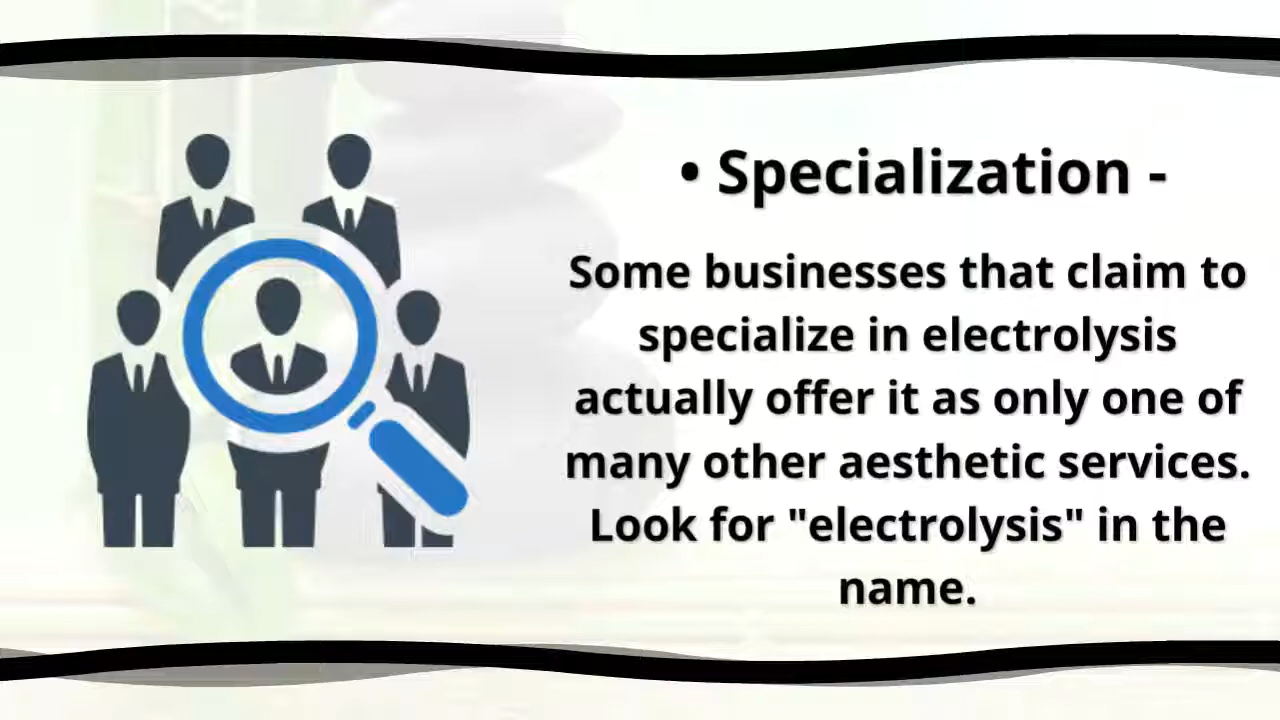 • Specialization -
Some businesses that claim to
specialize in electrolysis
actually offer it as only one of
many other aesthetic services.
Look for "electrolysis" in the
name.